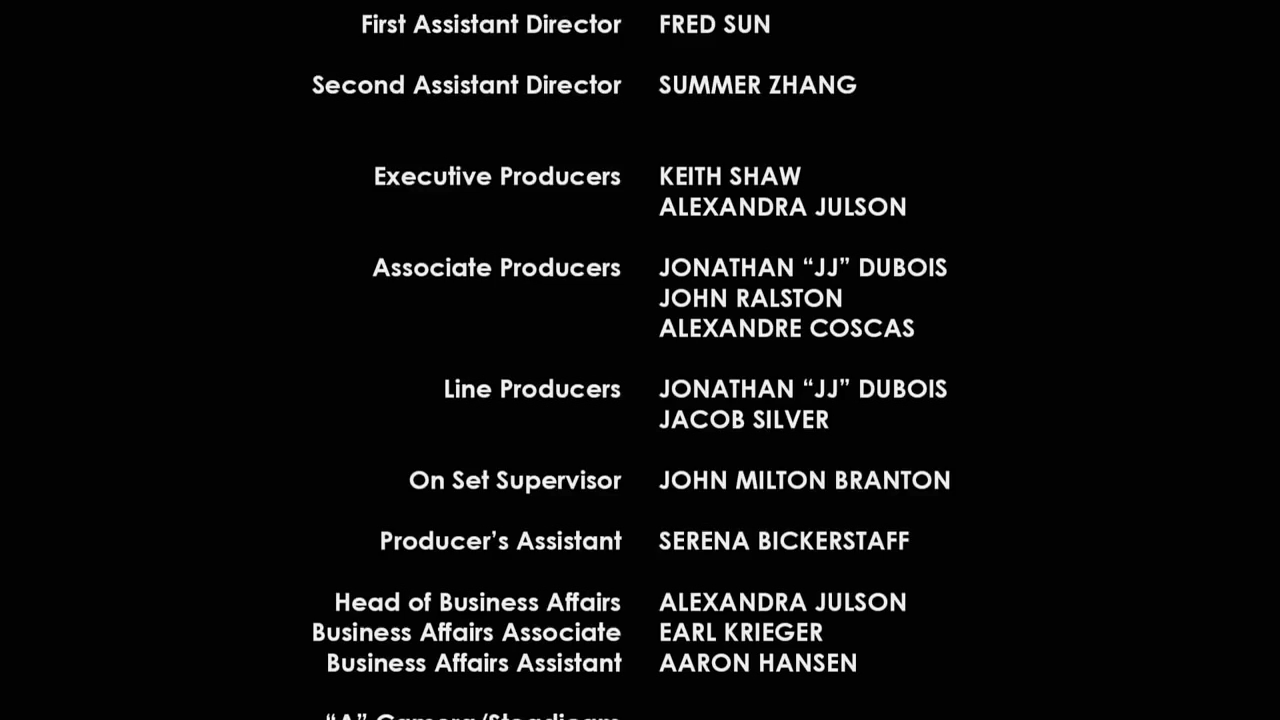 First Assistant Director FRED SUN
Second Assistant Director SUMMER ZHANG
Executive Producers KEITH SHAW
ALEXANDRA JULSON
Associate Producers JONATHAN “JJ” DUBOIS
JOHN RALSTON
ALEXANDRE COSCAS
Line Producers JONATHAN “JJ” DUBOIS
JACOB SILVER
On Set Supervisor JOHN MILTON BRANTON
Producer’s Assistant SERENA BICKERSTAFF
Head of Business Affairs ALEXANDRA JULSON
Business Affairs Associate EARL KRIEGER
Business Affairs Assistant AARON HANSEN
“A” Camera/Steadicam